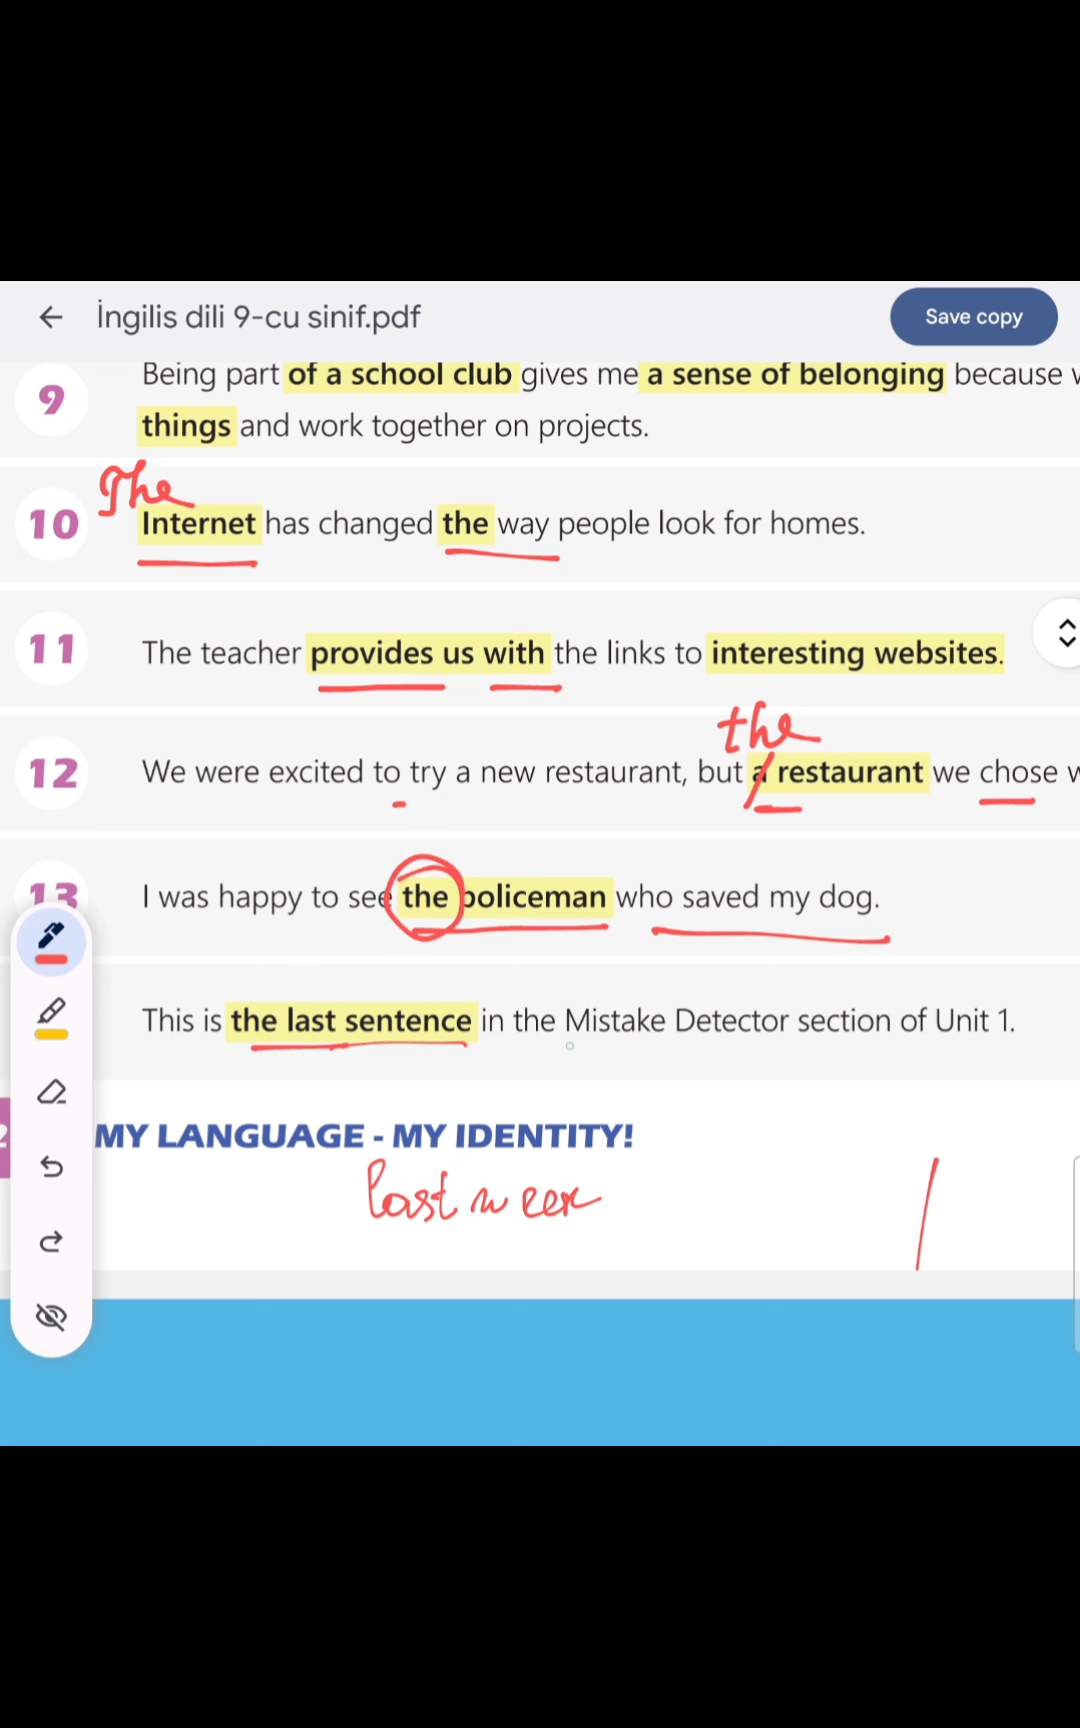 İngilis dili 9-cu sinif.pdf
Save copy
9
Being part of a school club gives me a sense of belonging because
things and work together on projects.
The
10 Internet has changed the way people look for homes.
11 The teacher provides us with the links to interesting websites.
the
12 We were excited to try a new restaurant, but a restaurant we chose
13 I was happy to see the policeman who saved my dog.
This is the last sentence in the Mistake Detector section of Unit 1.
2 MY LANGUAGE - MY IDENTITY!
last week